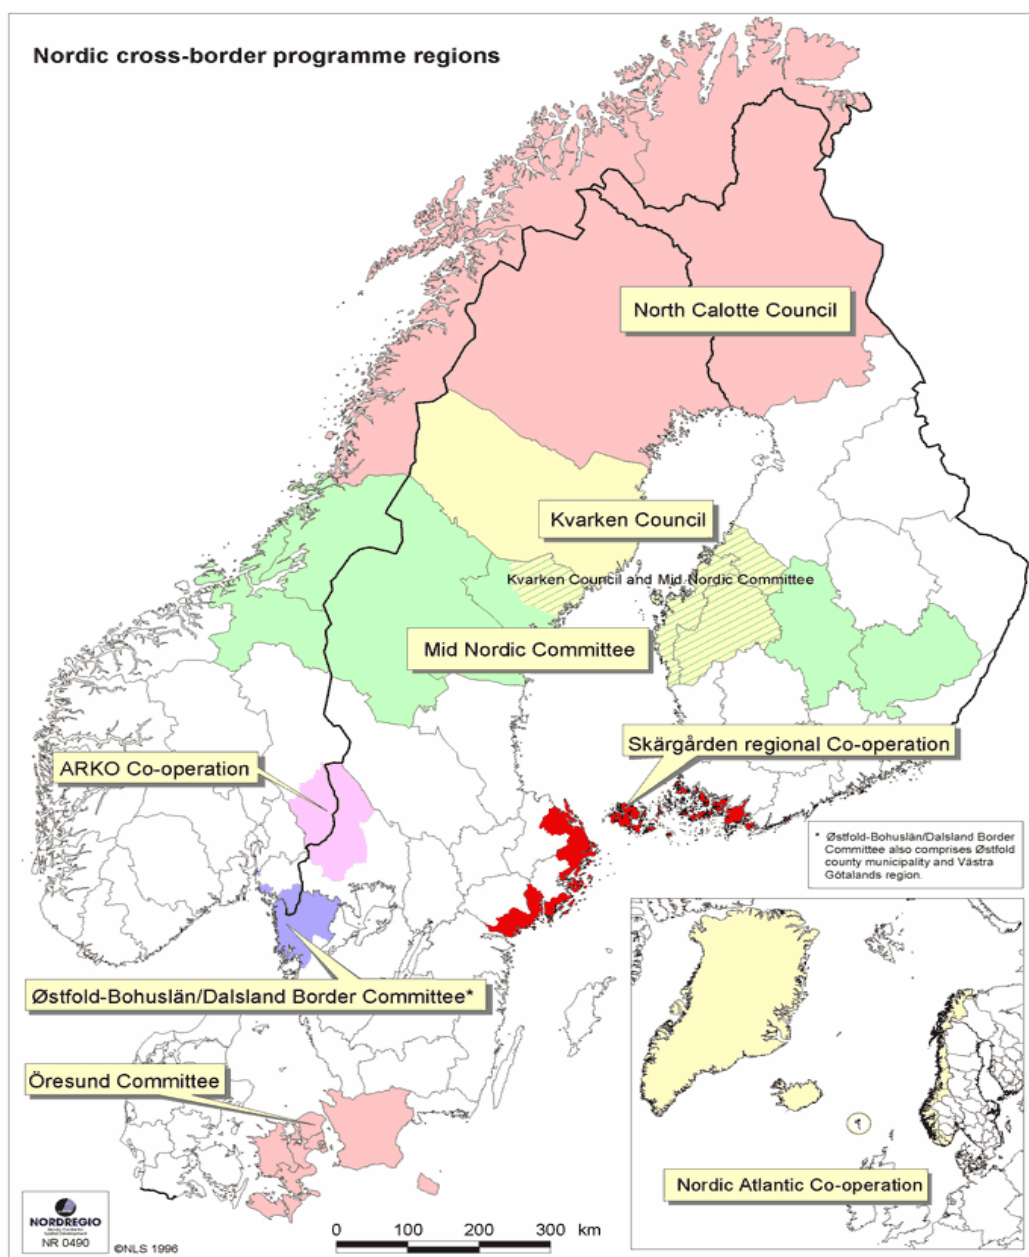 Nordic cross-border programme regions
North Calotte Council
Kvarken Council
Kvarken Council and Mid Nordic Committee
Mid Nordic Committee
Skärgården regional Co-operation
ARKO Co-operation
* Østfold-Bohuslän/Dalsland Border
Committee also comprises Østfold
county municipality and Västra
Götalands region.
Østfold-Bohuslän/Dalsland Border Committee*
Öresund Committee
Nordic Atlantic Co-operation
NORDREGIO
NR 0490
©NLS 1996
0 100 200 300 km